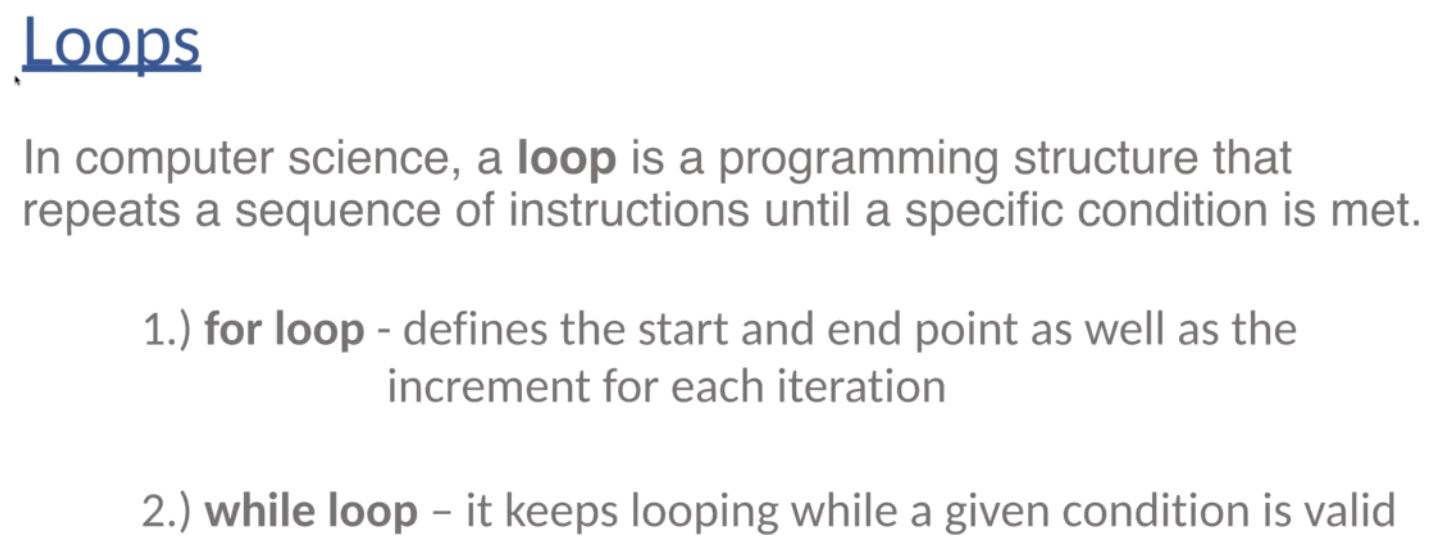 Loops
In computer science, a loop is a programming structure that
repeats a sequence of instructions until a specific condition is met.
1.) for loop - defines the start and end point as well as the
increment for each iteration
2.) while loop – it keeps looping while a given condition is valid